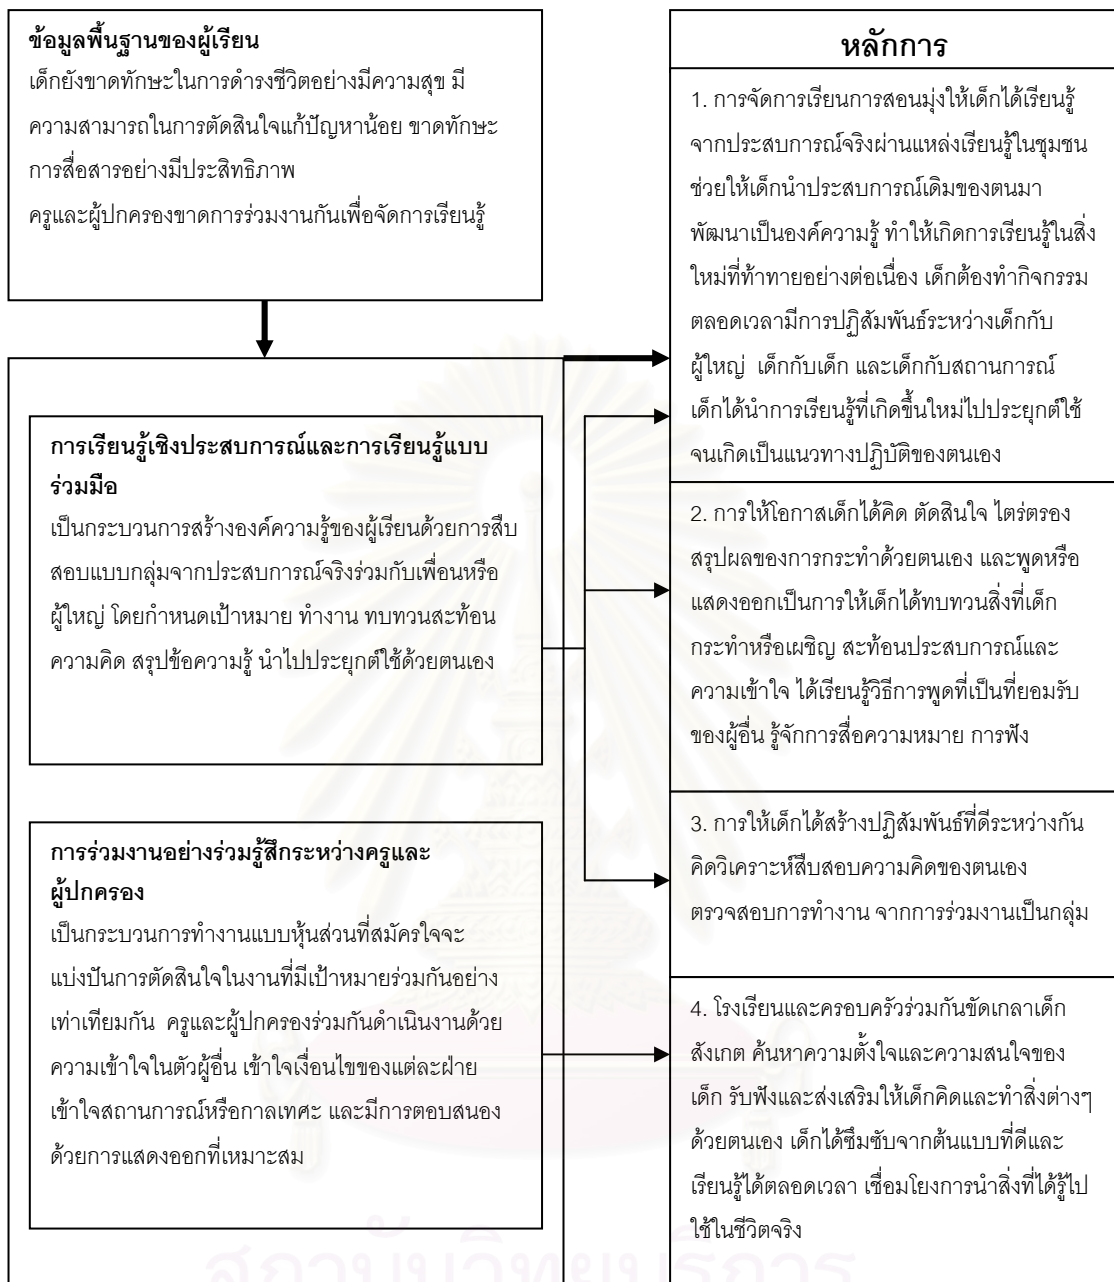 ข้อมูลพื้นฐานของผู้เรียน
เด็กยังขาดทักษะในการดำรงชีวิตอย่างมีความสุข มี
ความสามารถในการตัดสินใจแก้ปัญหาน้อย ขาดทักษะ
การสื่อสารอย่างมีประสิทธิภาพ
ครูและผู้ปกครองขาดการร่วมงานกันเพื่อจัดการเรียนรู้
การเรียนรู้เชิงประสบการณ์และการเรียนรู้แบบ
ร่วมมือ
เป็นกระบวนการสร้างองค์ความรู้ของผู้เรียนด้วยการสืบ
สอบแบบกลุ่มจากประสบการณ์จริงร่วมกับเพื่อนหรือ
ผู้ใหญ่ โดยกำหนดเป้าหมาย ทำงาน ทบทวนสะท้อน
ความคิด สรุปข้อความรู้ นำไปประยุกต์ใช้ด้วยตนเอง
การร่วมงานอย่างร่วมรู้สึกระหว่างครูและ
ผู้ปกครอง
เป็นกระบวนการทำงานแบบหุ้นส่วนที่สมัครใจจะ
แบ่งปันการตัดสินใจในงานที่มีเป้าหมายร่วมกันอย่าง
เท่าเทียมกัน ครูและผู้ปกครองร่วมกันดำเนินงานด้วย
ความเข้าใจในตัวผู้อื่น เข้าใจเงื่อนไขของแต่ละฝ่าย
เข้าใจสถานการณ์หรือกาลเทศะ และมีการตอบสนอง
ด้วยการแสดงออกที่เหมาะสม
หลักการ
1. การจัดการเรียนการสอนมุ่งให้เด็กได้เรียนรู้
จากประสบการณ์จริงผ่านแหล่งเรียนรู้ในชุมชน
ช่วยให้เด็กนำประสบการณ์เดิมของตนมา
พัฒนาเป็นองค์ความรู้ ทำให้เกิดการเรียนรู้ในสิ่ง
ใหม่ที่ท้าทายอย่างต่อเนื่อง เด็กต้องทำกิจกรรม
ตลอดเวลามีการปฏิสัมพันธ์ระหว่างเด็กกับ
ผู้ใหญ่ เด็กกับเด็ก และเด็กกับสถานการณ์
เด็กได้นำการเรียนรู้ที่เกิดขึ้นใหม่ไปประยุกต์ใช้
จนเกิดเป็นแนวทางปฏิบัติของตนเอง
2. การให้โอกาสเด็กได้คิด ตัดสินใจ ไตร่ตรอง
สรุปผลของการกระทำด้วยตนเอง และพูดหรือ
แสดงออกเป็นการให้เด็กได้ทบทวนสิ่งที่เด็ก
กระทำหรือเผชิญ สะท้อนประสบการณ์และ
ความเข้าใจ ได้เรียนรู้วิธีการพูดที่เป็นที่ยอมรับ
ของผู้อื่น รู้จักการสื่อความหมาย การฟัง
3. การให้เด็กได้สร้างปฏิสัมพันธ์ที่ดีระหว่างกัน
คิดวิเคราะห์สืบสอบความคิดของตนเอง
ตรวจสอบการทำงาน จากการร่วมงานเป็นกลุ่ม
4. โรงเรียนและครอบครัวร่วมกันขัดเกลาเด็ก
สังเกต ค้นหาความตั้งใจและความสนใจของ
เด็ก รับฟังและส่งเสริมให้เด็กคิดและทำสิ่งต่างๆ
ด้วยตนเอง เด็กได้ซึมซับจากต้นแบบที่ดีและ
เรียนรู้ได้ตลอดเวลา เชื่อมโยงการนำสิ่งที่ได้รู้ไป
ใช้ในชีวิตจริง
สถาบันวิทยบริการ